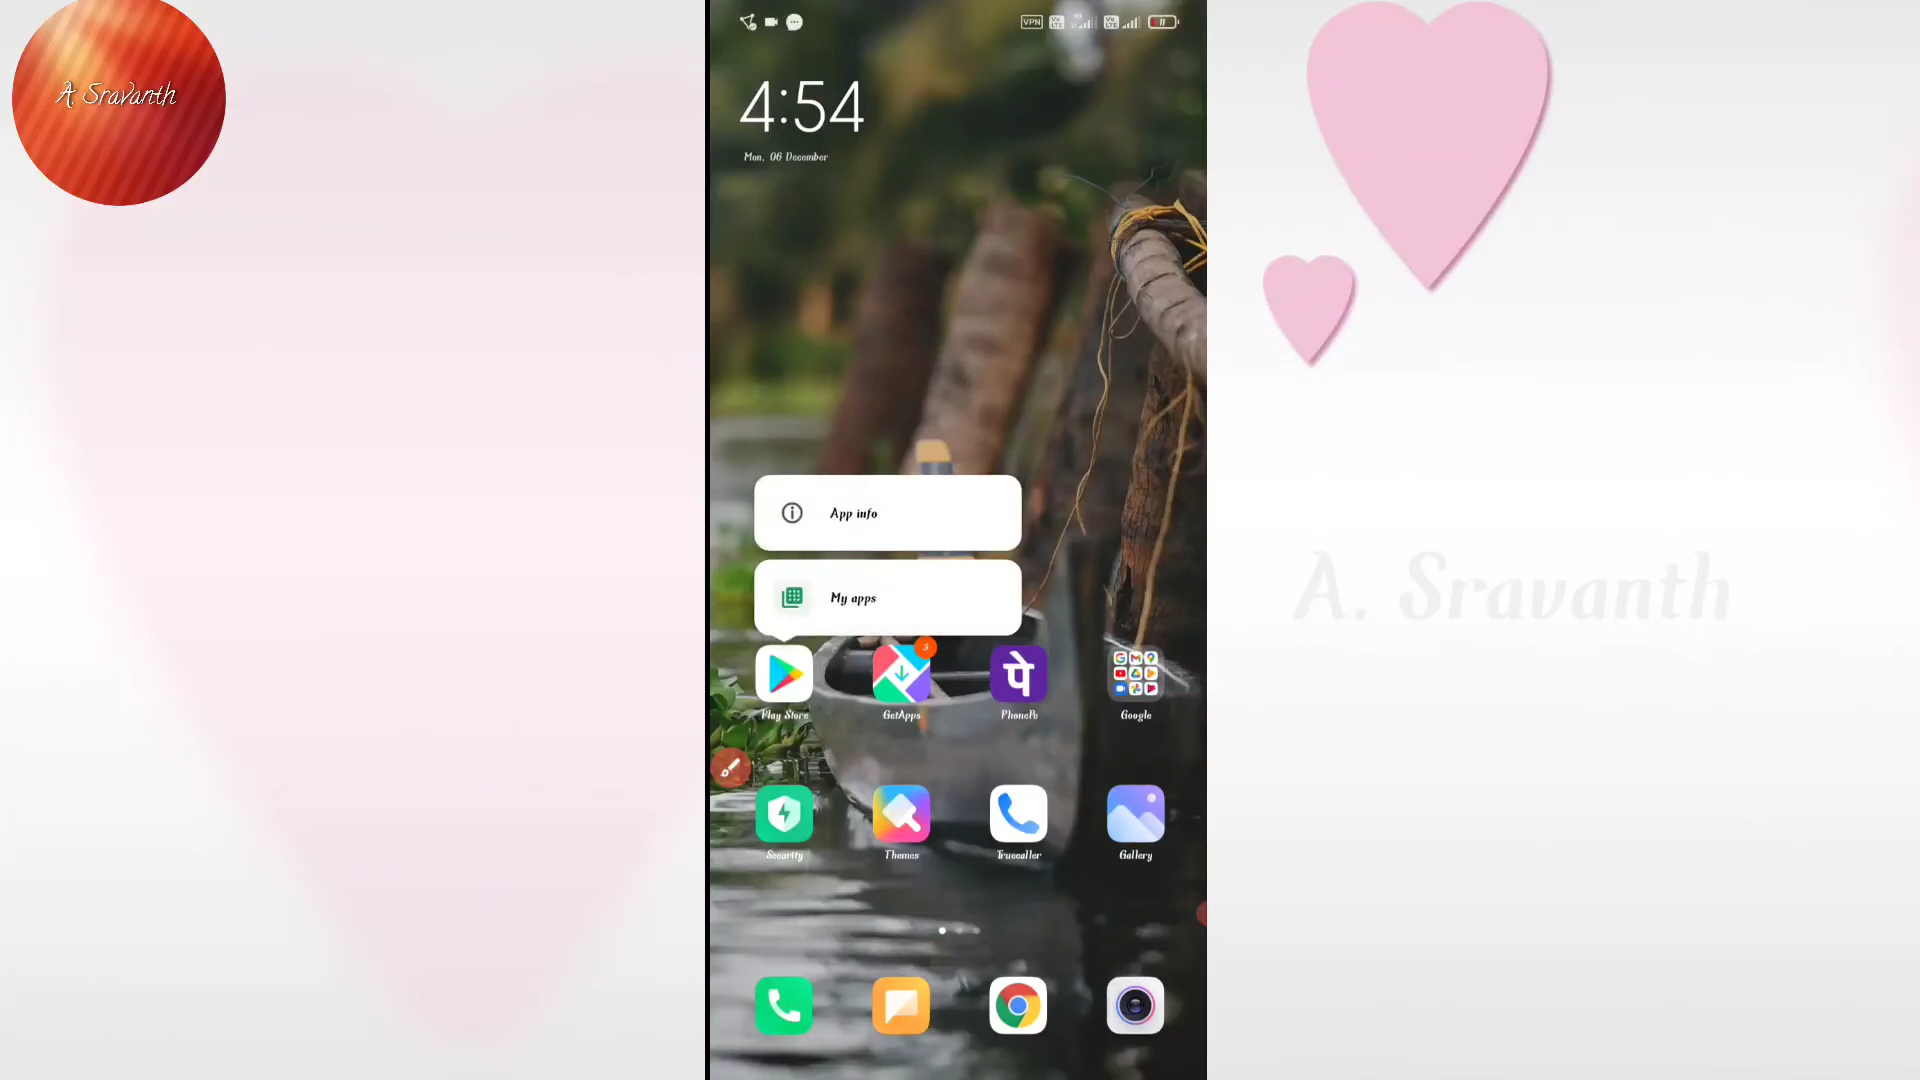 A. Sravanth
VPN
4:54
Mon, 06 December
App info
My apps
Play Store
GetApps
PhonePe
Google
A. Sravanth
पे
Security
Themes
Truecaller
Gallery